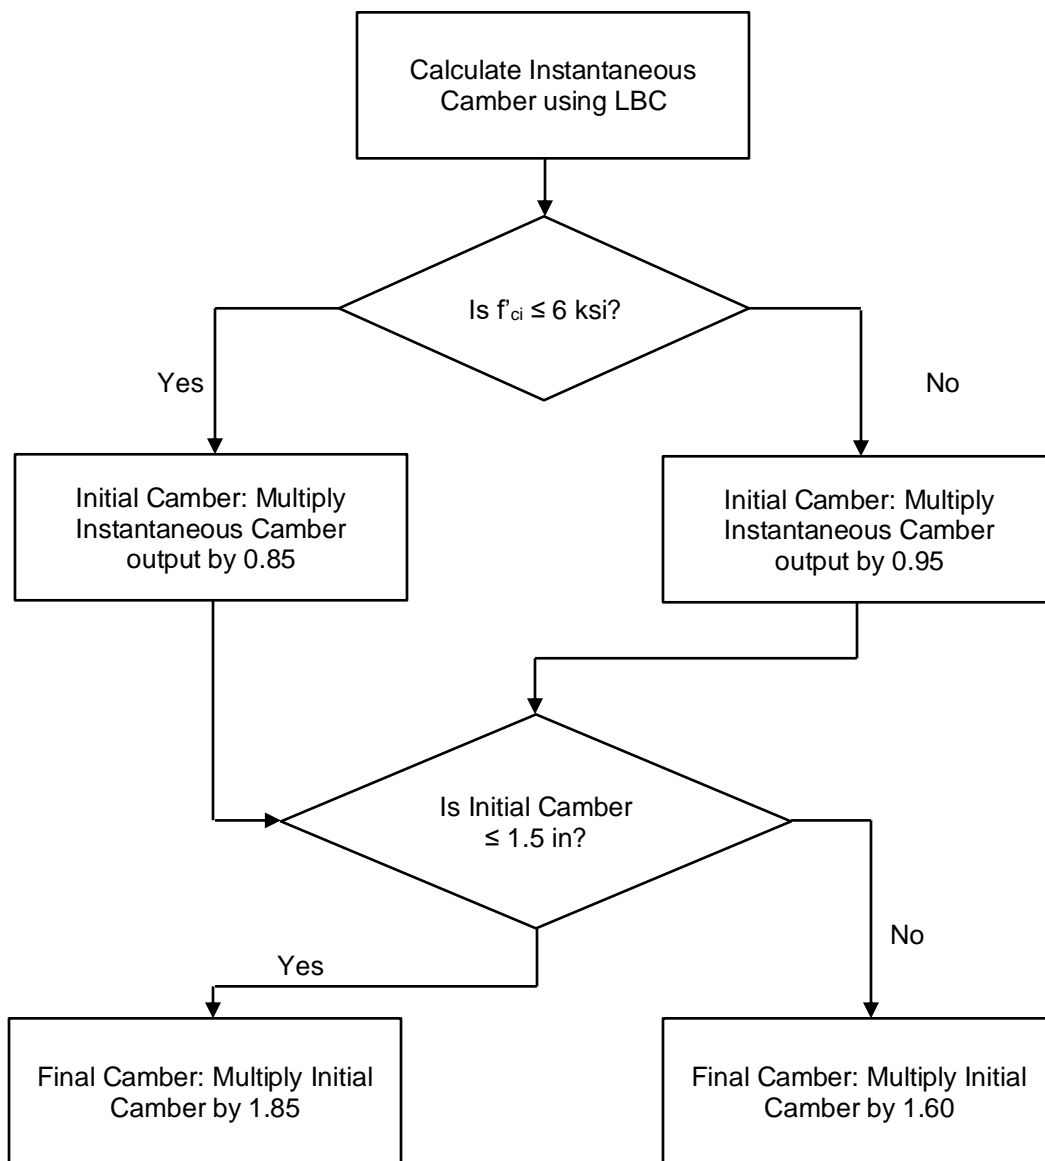 Calculate Instantaneous
Camber using LBC
Is f'ci ≤ 6 ksi?
Yes
No
Initial Camber: Multiply
Instantaneous Camber
output by 0.85
Initial Camber: Multiply
Instantaneous Camber
output by 0.95
Is Initial Camber
≤ 1.5 in?
No
Yes
Final Camber: Multiply Initial
Camber by 1.85
Final Camber: Multiply Initial
Camber by 1.60